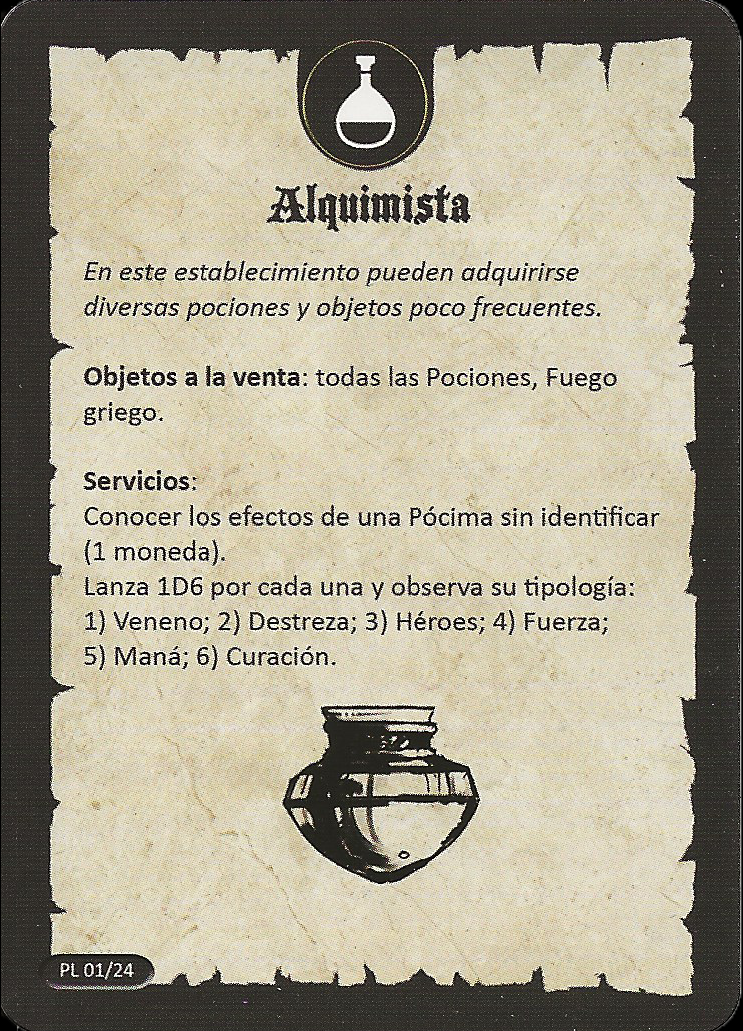 Alquimista
En este establecimiento pueden adquirirse
diversas pociones y objetos poco frecuentes.
Objetos a la venta: todas las Pociones, Fuego
griego.
Servicios:
Conocer los efectos de una Pócima sin identificar
(1 moneda).
Lanza 1D6 por cada una y observa su tipología:
1) Veneno; 2) Destreza; 3) Héroes; 4) Fuerza;
5) Maná; 6) Curación.
PL 01/24